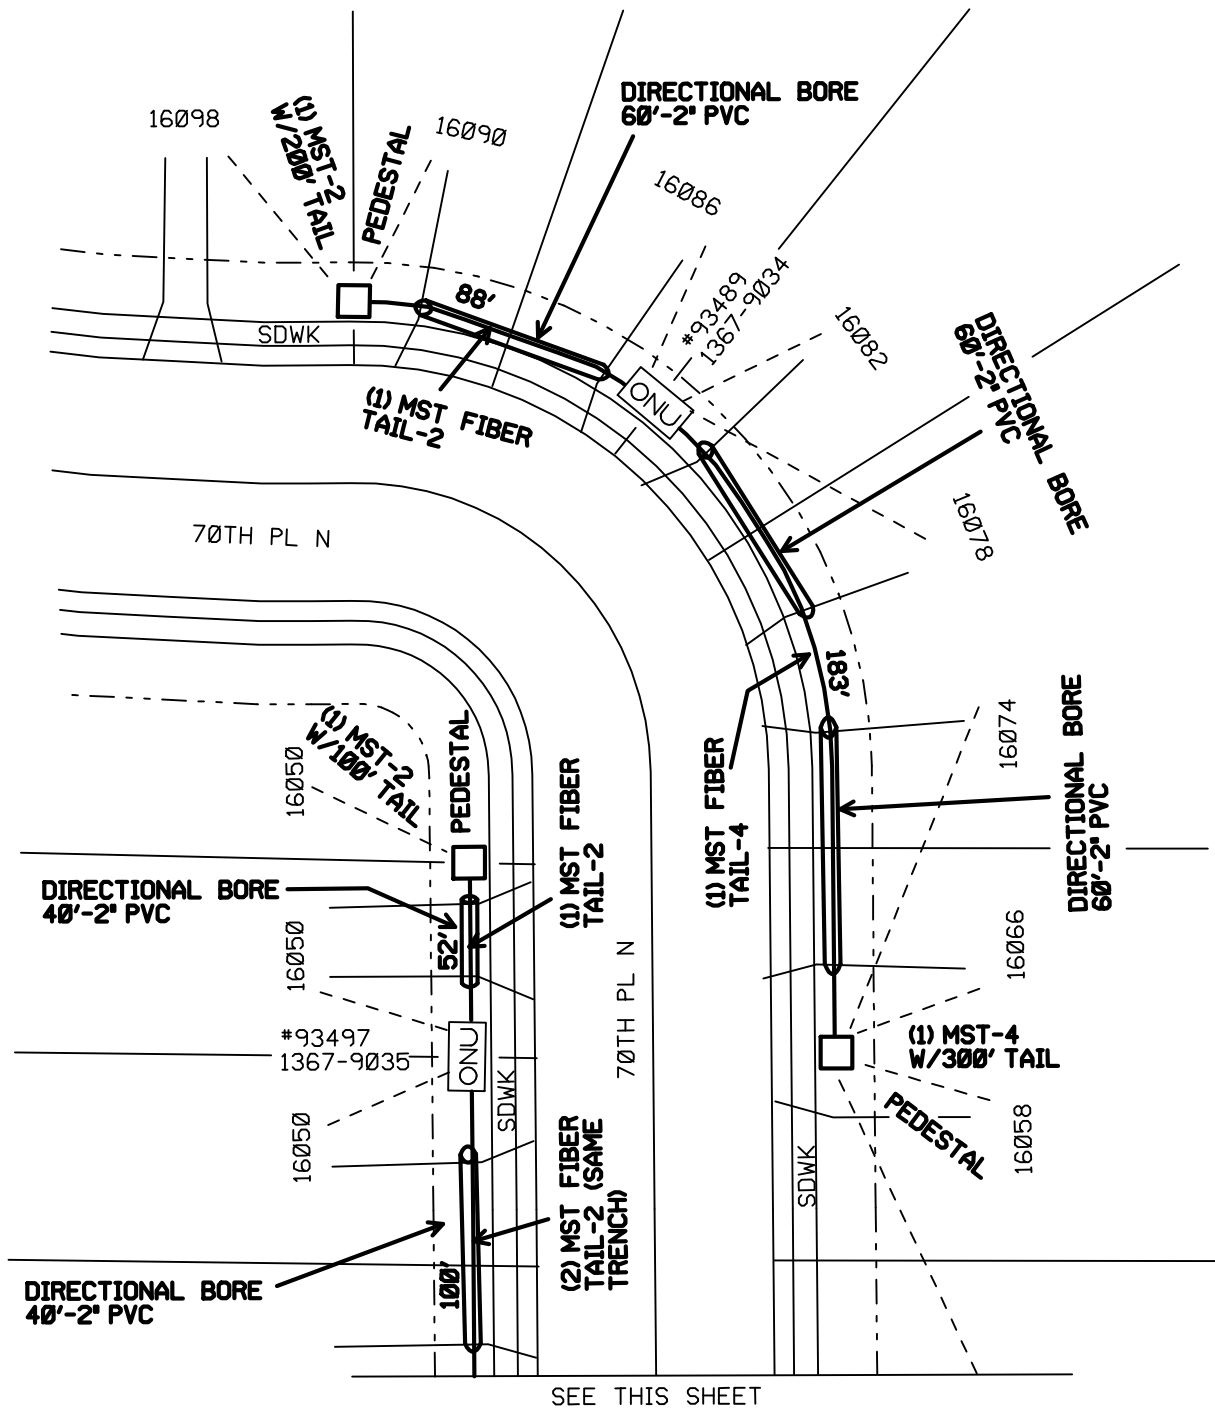 DIRECTIONAL BORE
60'-2" PVC
16098
(1) MST-2
W/200' TAIL
PEDESTAL
16090
16086
88'
SDWK
#93489
1367-9034
16082
DIRECTIONAL BORE
60'-2" PVC
ONU
(1) MST FIBER
TAIL-2
16078
70TH PL N
183'
(1) MST-2
W/100' TAIL
PEDESTAL
16050
(1) MST FIBER
TAIL-2
(1) MST FIBER
TAIL-4
16074
DIRECTIONAL BORE
60'-2" PVC
DIRECTIONAL BORE
40'-2" PVC
52'
16050
70TH PL N
16066
#93497
1367-9035
ONU
SDWK
(1) MST-4
W/300' TAIL
PEDESTAL
16058
16050
(2) MST FIBER
TAIL-2 (SAME
TRENCH)
SDWK
100'
DIRECTIONAL BORE
40'-2" PVC
SEE THIS SHEET